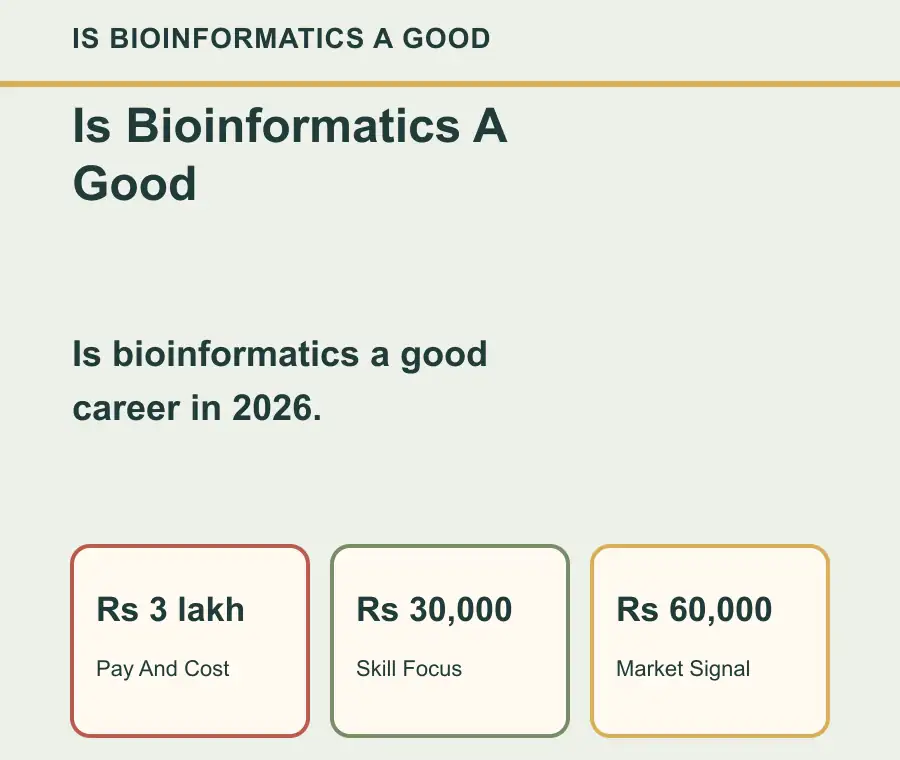 IS BIOINFORMATICS A GOOD
Is Bioinformatics A
Good
Is bioinformatics a good
career in 2026.
Rs 3 lakh
Pay And Cost
Rs 30,000
Skill Focus
Rs 60,000
Market Signal